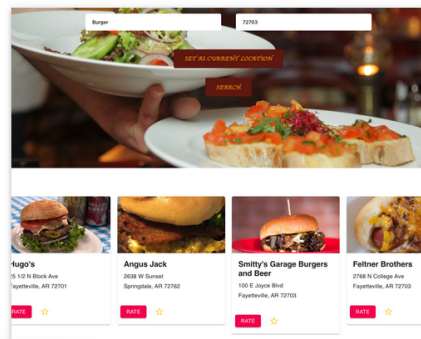 Burger
72703
SET AS CURRENT LOCATION
SEARCH
Hugo's
25 1/2 N Block Ave
Fayetteville, AR 72701
RATE
Angus Jack
2638 W Sunset
Springdale, AR 72762
RATE
Smitty's Garage Burgers
and Beer
100 E Joyce Blvd
Fayetteville, AR 72703
RATE
Feltner Brothers
2768 N College Ave
Fayetteville, AR 72703
RATE